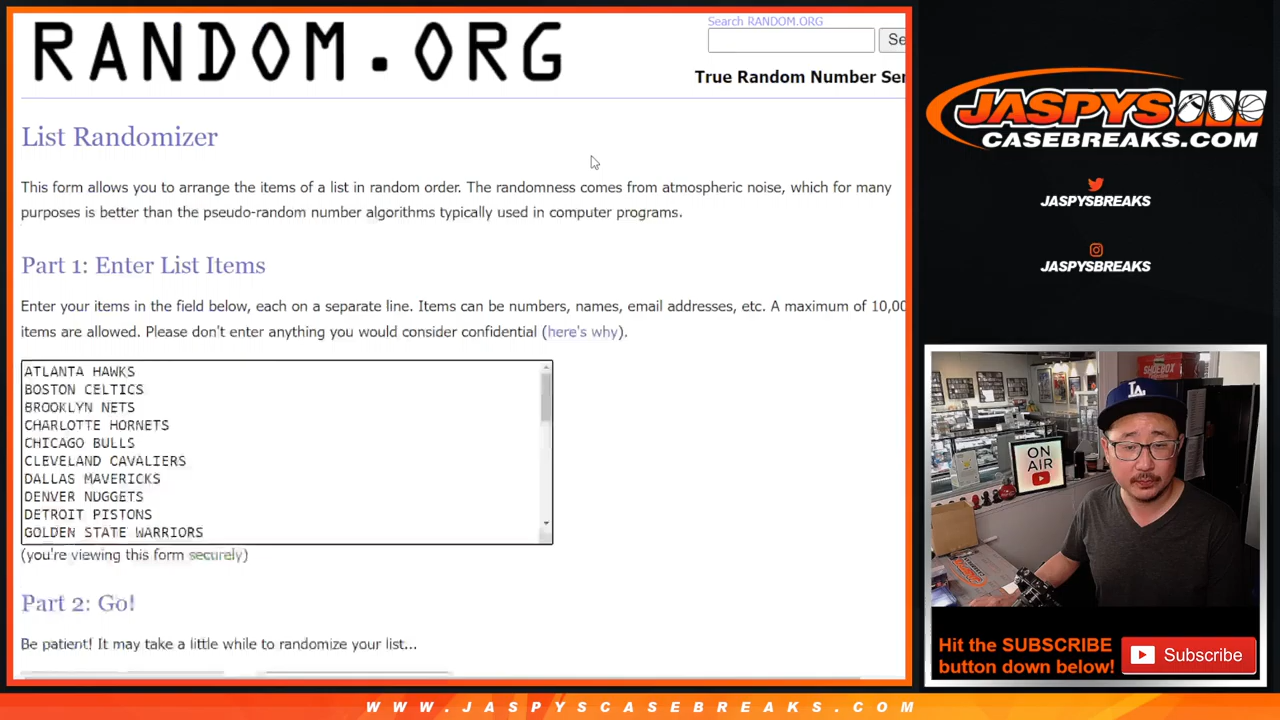 RANDOM.ORG
Search RANDOM.ORG
Se
True Random Number Ser
List Randomizer
This form allows you to arrange the items of a list in random order. The randomness comes from atmospheric noise, which for many
purposes is better than the pseudo-random number algorithms typically used in computer programs.
Part 1: Enter List Items
Enter your items in the field below, each on a separate line. Items can be numbers, names, email addresses, etc. A maximum of 10,00
items are allowed. Please don't enter anything you would consider confidential (here's why).
ATLANTA HAWKS
BOSTON CELTICS
BROOKLYN NETS
CHARLOTTE HORNETS
CHICAGO BULLS
CLEVELAND CAVALIERS
DALLAS MAVERICKS
DENVER NUGGETS
DETROIT PISTONS
GOLDEN STATE WARRIORS
(you're viewing this form securely)
Part 2: Go!
Be patient! It may take a little while to randomize your list...
JASPYS
CASEBREAKS.COM
JASPYSBREAKS
JASPYSBREAKS
SHOEBOX
LA
ON
AIR
Hit the SUBSCRIBE
button down below!
Subscribe
WWW.JASPYSCASEBREAKS.COM